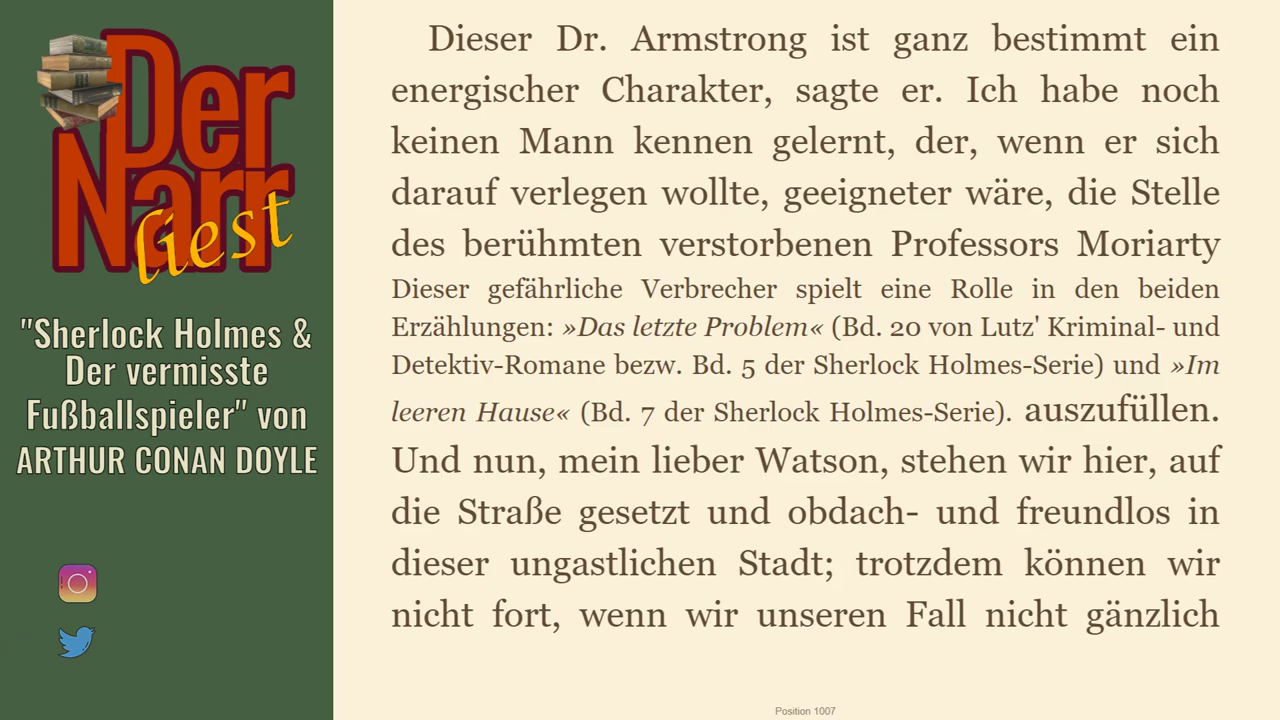 Der
Narr
liest
"Sherlock Holmes &
Der vermisste
Fußballspieler" von
ARTHUR CONAN DOYLE
Dieser Dr. Armstrong ist ganz bestimmt ein
energischer Charakter, sagte er. Ich habe noch
keinen Mann kennen gelernt, der, wenn er sich
darauf verlegen wollte, geeigneter wäre, die Stelle
des berühmten verstorbenen Professors Moriarty
Dieser gefährliche Verbrecher spielt eine Rolle in den beiden
Erzählungen: »Das letzte Problem« (Bd. 20 von Lutz' Kriminal- und
Detektiv-Romane bezw. Bd. 5 der Sherlock Holmes-Serie) und »Im
leeren Hause« (Bd. 7 der Sherlock Holmes-Serie). auszufüllen.
Und nun, mein lieber Watson, stehen wir hier, auf
die Straße gesetzt und obdach- und freundlos in
dieser ungastlichen Stadt; trotzdem können wir
nicht fort, wenn wir unseren Fall nicht gänzlich
Position 1007